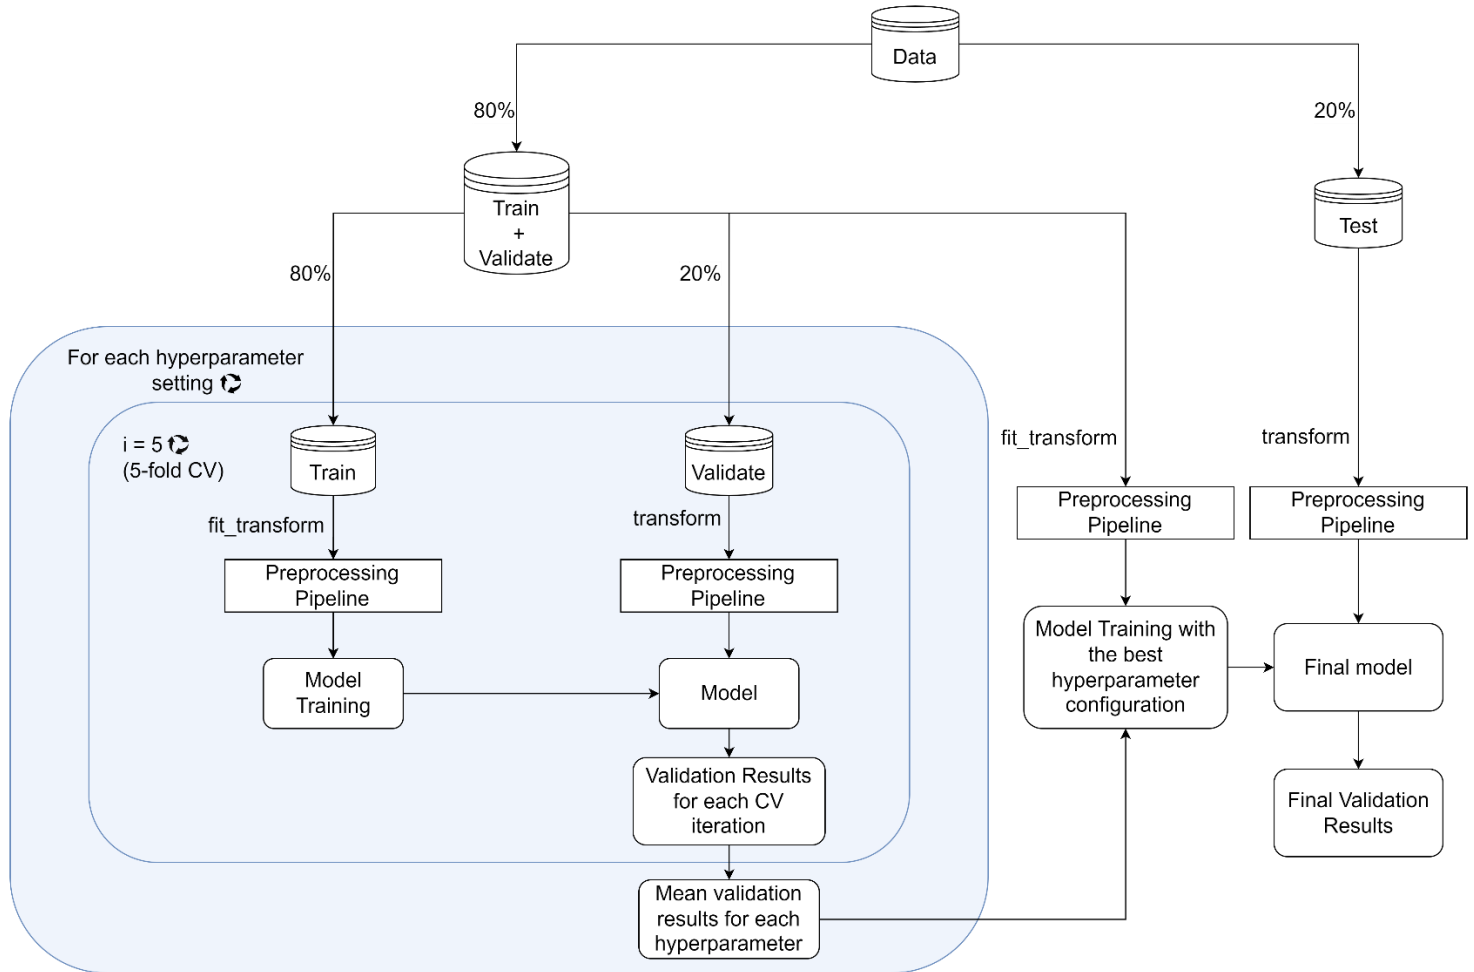 Data
80%
20%
Train
+
Validate
Test
80%
20%
For each hyperparameter
setting
i = 5
(5-fold CV)
Train
Validate
fit_transform
transform
fit_transform
transform
Preprocessing
Pipeline
Preprocessing
Pipeline
Preprocessing
Pipeline
Preprocessing
Pipeline
Model
Training
Model
Model Training with
the best
hyperparameter
configuration
Final model
Validation Results
for each CV
iteration
Final Validation
Results
Mean validation
results for each
hyperparameter